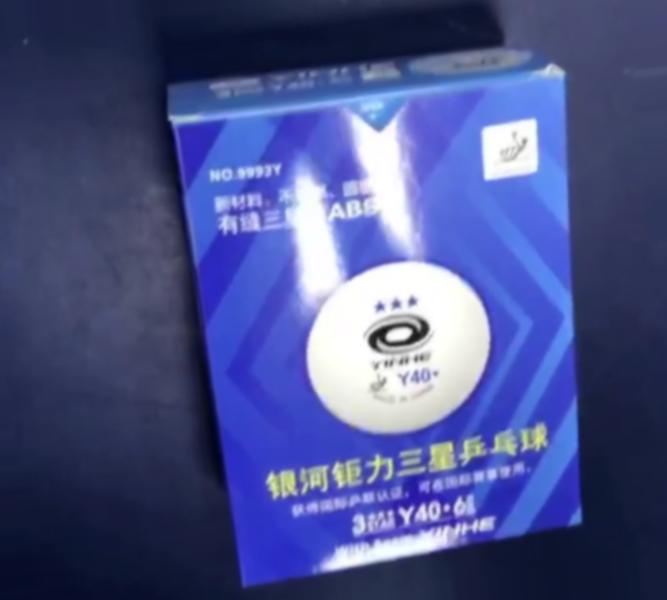 NO.9993Y
新材料、
有缝三星 ABS
★★★
YINHE
Y40+
银河钜力三星乒乓球
获得国际乒联认证，可在国际赛事使用。
3 Y40+ 6
YINHE